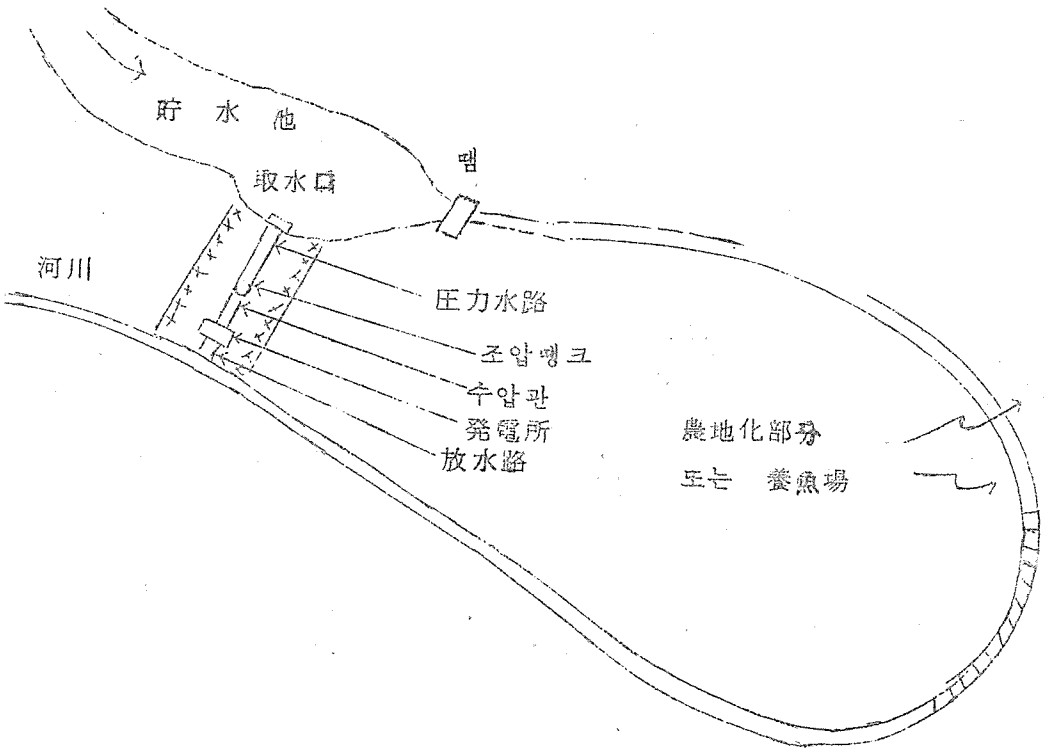 貯水池
댐
取水口
河川
圧力水路
조압탱크
수압관
発電所
放水路
農地化部分
또는 養魚場